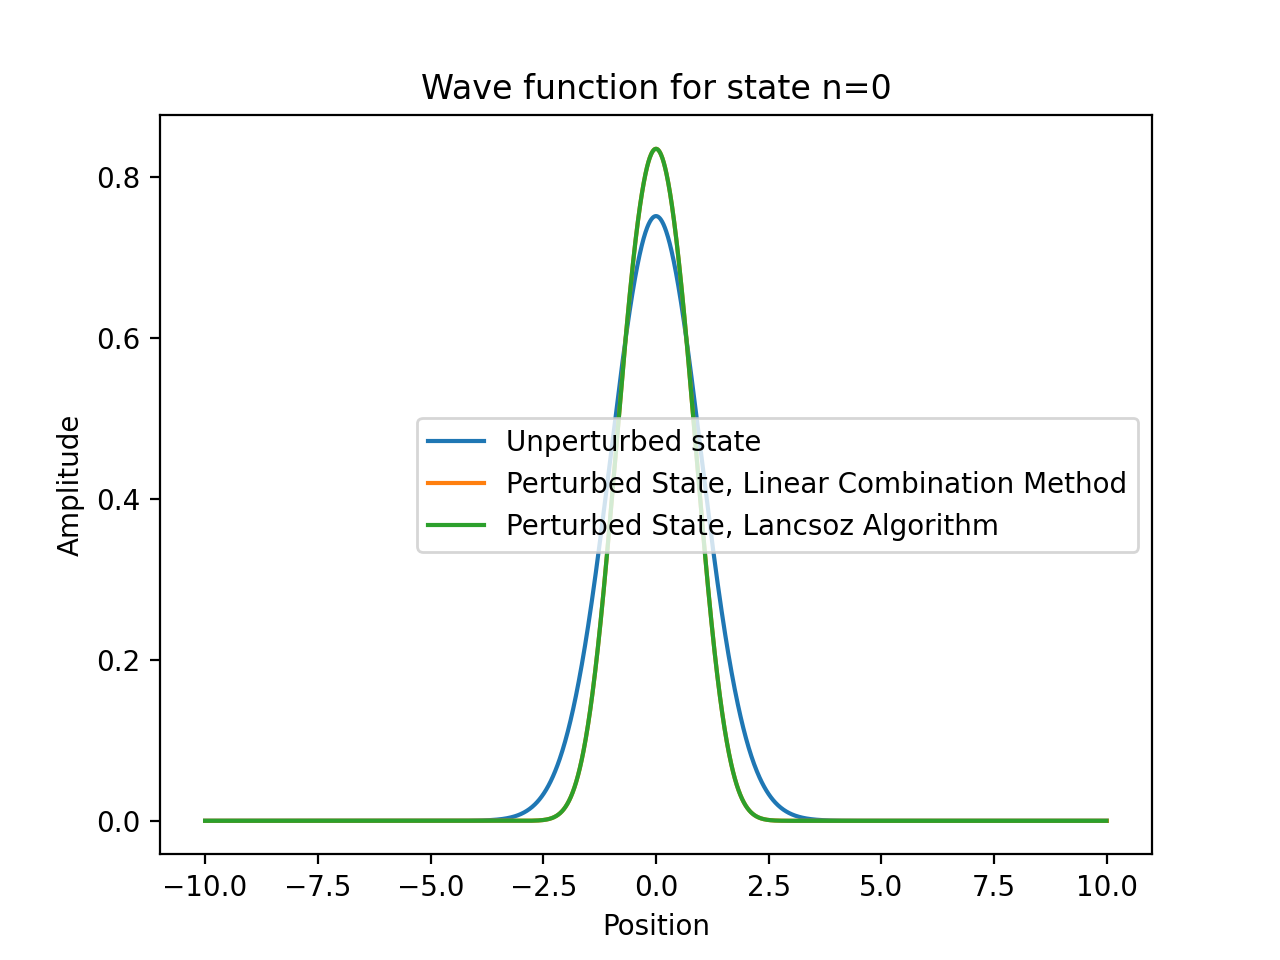 Wave function for state n=0
0.8
0.6
0.4
0.2
0.0
Amplitude
Unperturbed state
Perturbed State, Linear Combination Method
Perturbed State, Lancsoz Algorithm
−10.0 −7.5 −5.0 −2.5 0.0 2.5 5.0 7.5 10.0
Position